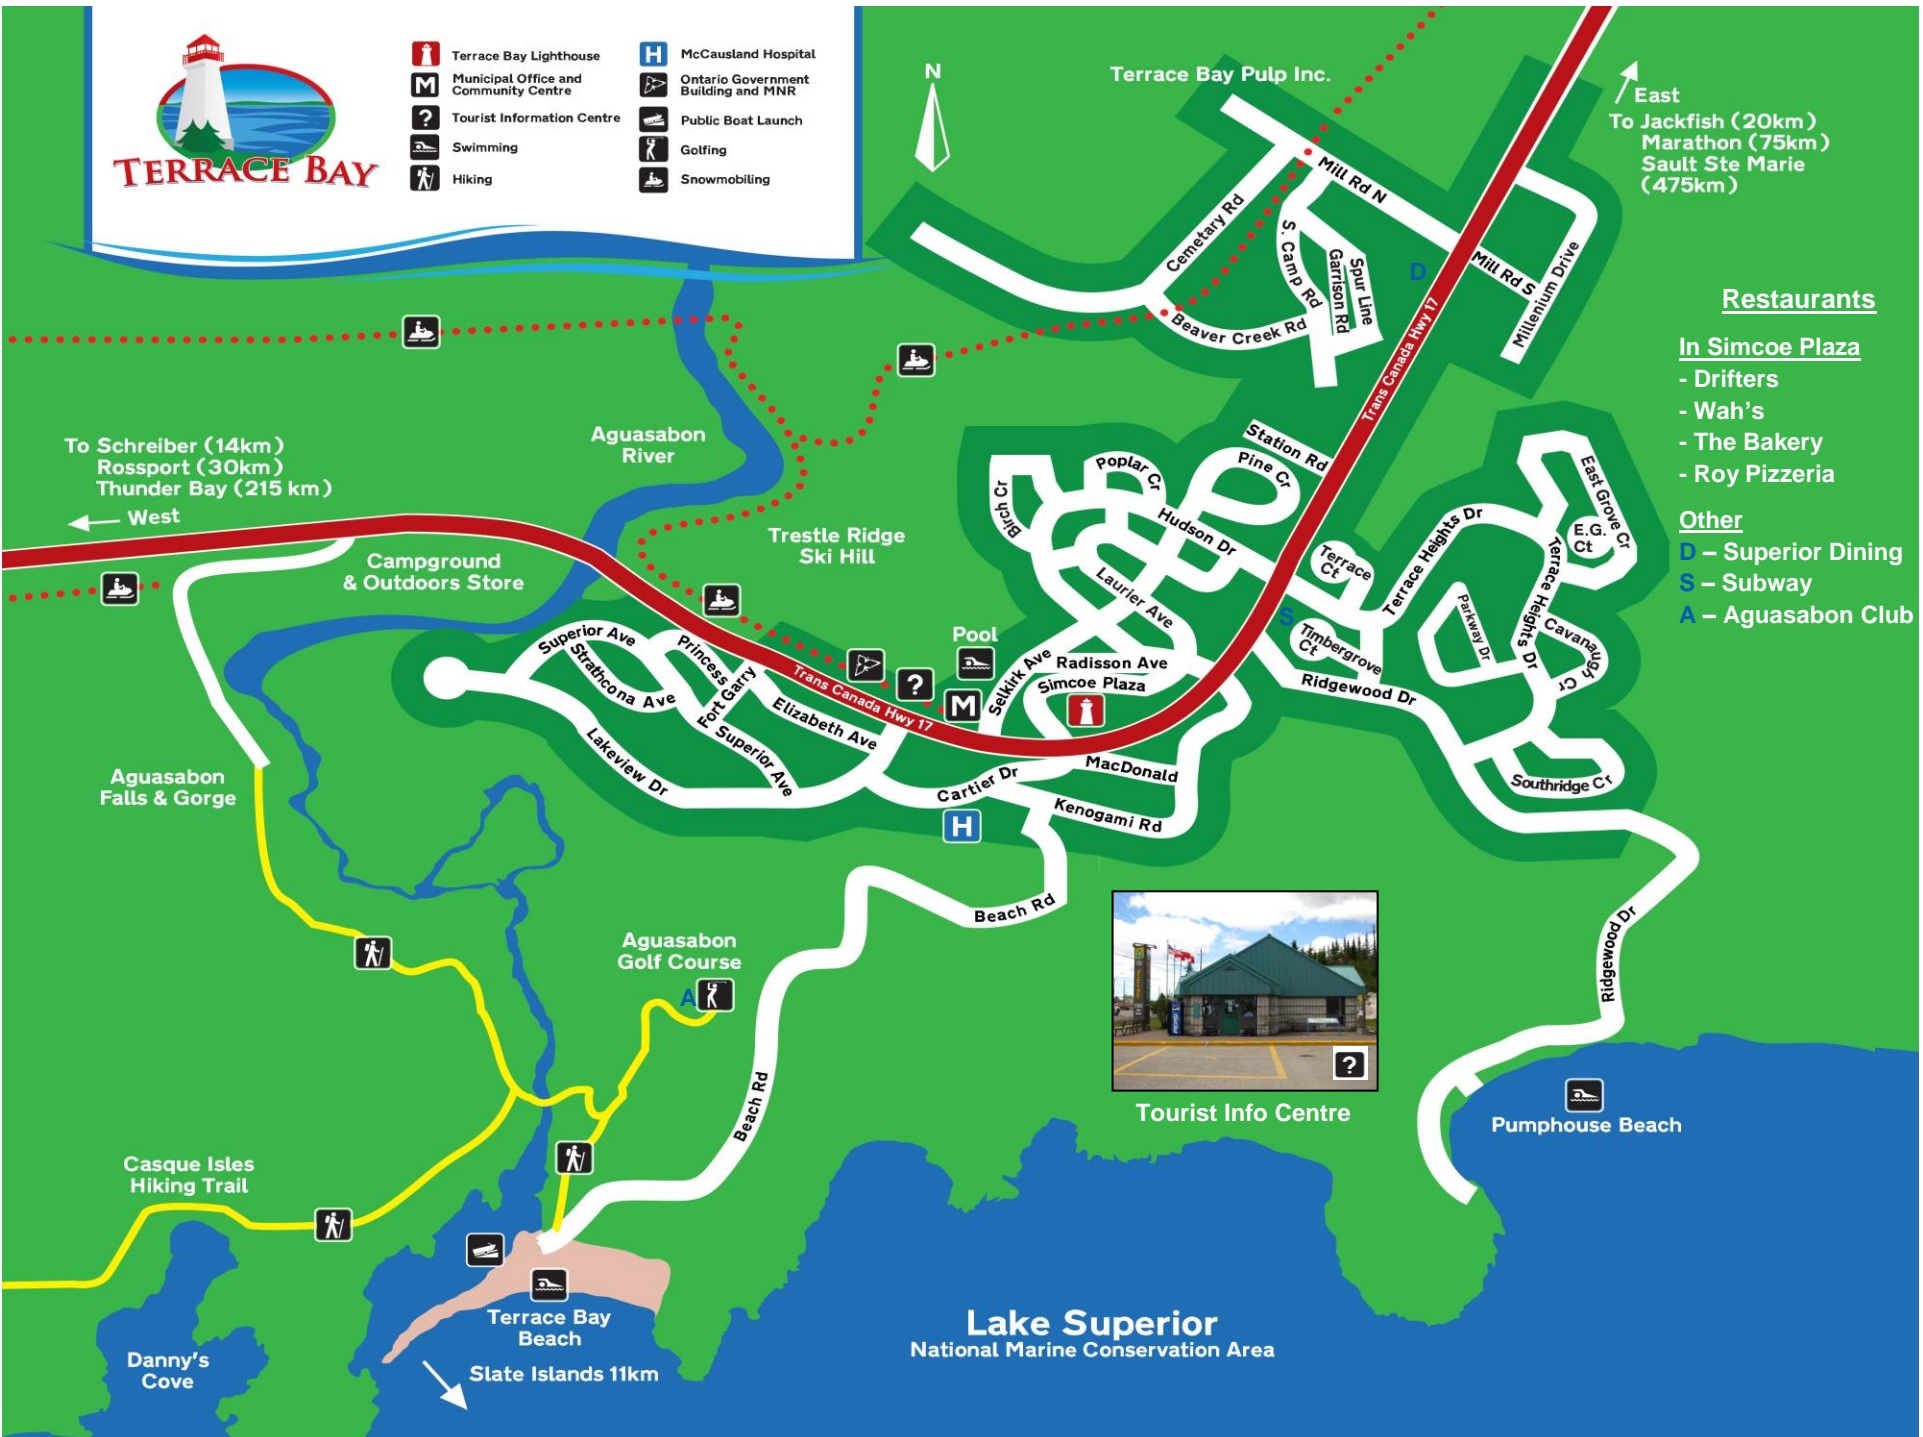 TERRACE BAY
Terrace Bay Lighthouse
M
Municipal Office and
Community Centre
?
Tourist Information Centre
Swimming
Hiking
H
McCausland Hospital
Ontario Government
Building and MNR
Public Boat Launch
Golfing
Snowmobiling
N
Terrace Bay Pulp Inc.
East
To Jackfish (20km)
Marathon (75km)
Sault Ste Marie
(475km)
Mill Rd N
Cemetary Rd
S. Camp Rd
Garrison Rd
Spur Line
Beaver Creek Rd
D
Mill Rd S
Millenium Drive
Trans Canada Hwy 17
Restaurants
In Simcoe Plaza
- Drifters
- Wah's
- The Bakery
- Roy Pizzeria
Other
D – Superior Dining
S – Subway
A – Aguasabon Club
To Schreiber (14km)
Rossport (30km)
Thunder Bay (215 km)
West
Aguasabon
River
Campground
& Outdoors Store
Trestle Ridge
Ski Hill
Station Rd
Pine Cr
Poplar Cr
Birch Cr
Hudson Dr
Laurier Ave
Terrace
Ct
Terrace Heights Dr
East Grove Cr
E.G.
Ct
Terrace Heights Dr
Parkway Dr
Cavanaugh Cr
S
Timbergrove
Ct
Ridgewood Dr
Southridge Cr
Pool
Selkirk Ave
Radisson Ave
Simcoe Plaza
?
M
Superior Ave
Strathcona Ave
Princess
Fort Garry
Trans Canada Hwy 17
Elizabeth Ave
Superior Ave
Lakeview Dr
Cartier Dr
MacDonald
Kenogami Rd
H
Aguasabon
Falls & Gorge
Beach Rd
Aguasabon
Golf Course
A
Beach Rd
Ridgewood Dr
?
Tourist Info Centre
Pumphouse Beach
Casque Isles
Hiking Trail
Terrace Bay
Beach
Slate Islands 11km
Danny's
Cove
Lake Superior
National Marine Conservation Area